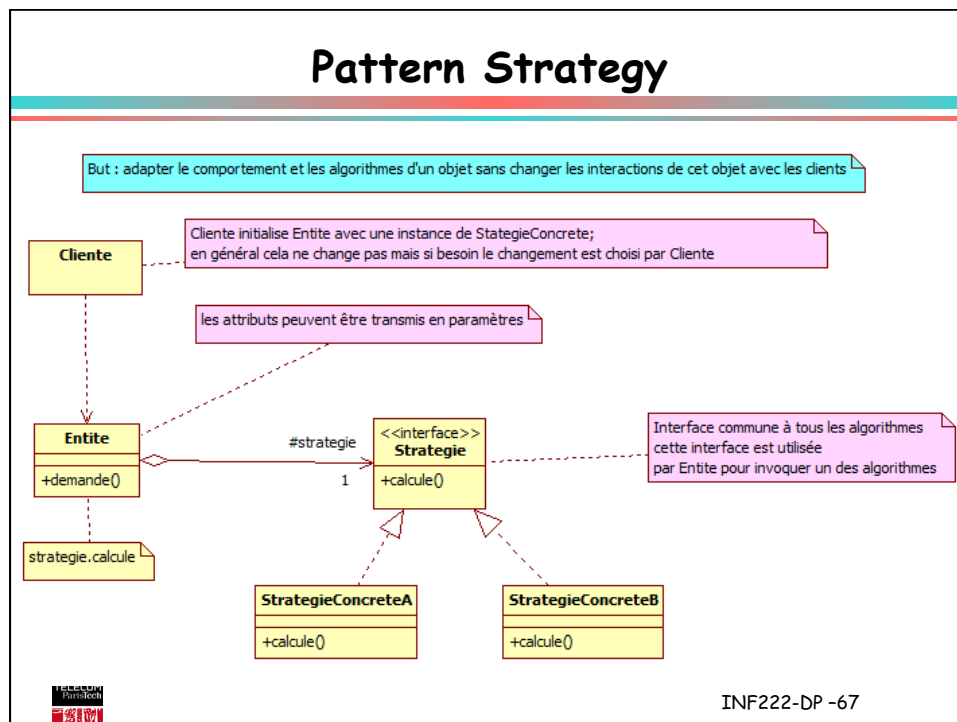 Pattern Strategy
But : adapter le comportement et les algorithmes d'un objet sans changer les interactions de cet objet avec les clients
Cliente initialise Entite avec une instance de StategieConcrete;
en général cela ne change pas mais si besoin le changement est choisi par Cliente
Cliente
les attributs peuvent être transmis en paramètres
Entite
+demande()
#strategie
1
<<interface>>
Strategie
+calcule()
Interface commune à tous les algorithmes
cette interface est utilisée
par Entite pour invoquer un des algorithmes
strategie.calcule
StrategieConcreteA
+calcule()
StrategieConcreteB
+calcule()
TELECOM
ParisTech
INF222-DP –67